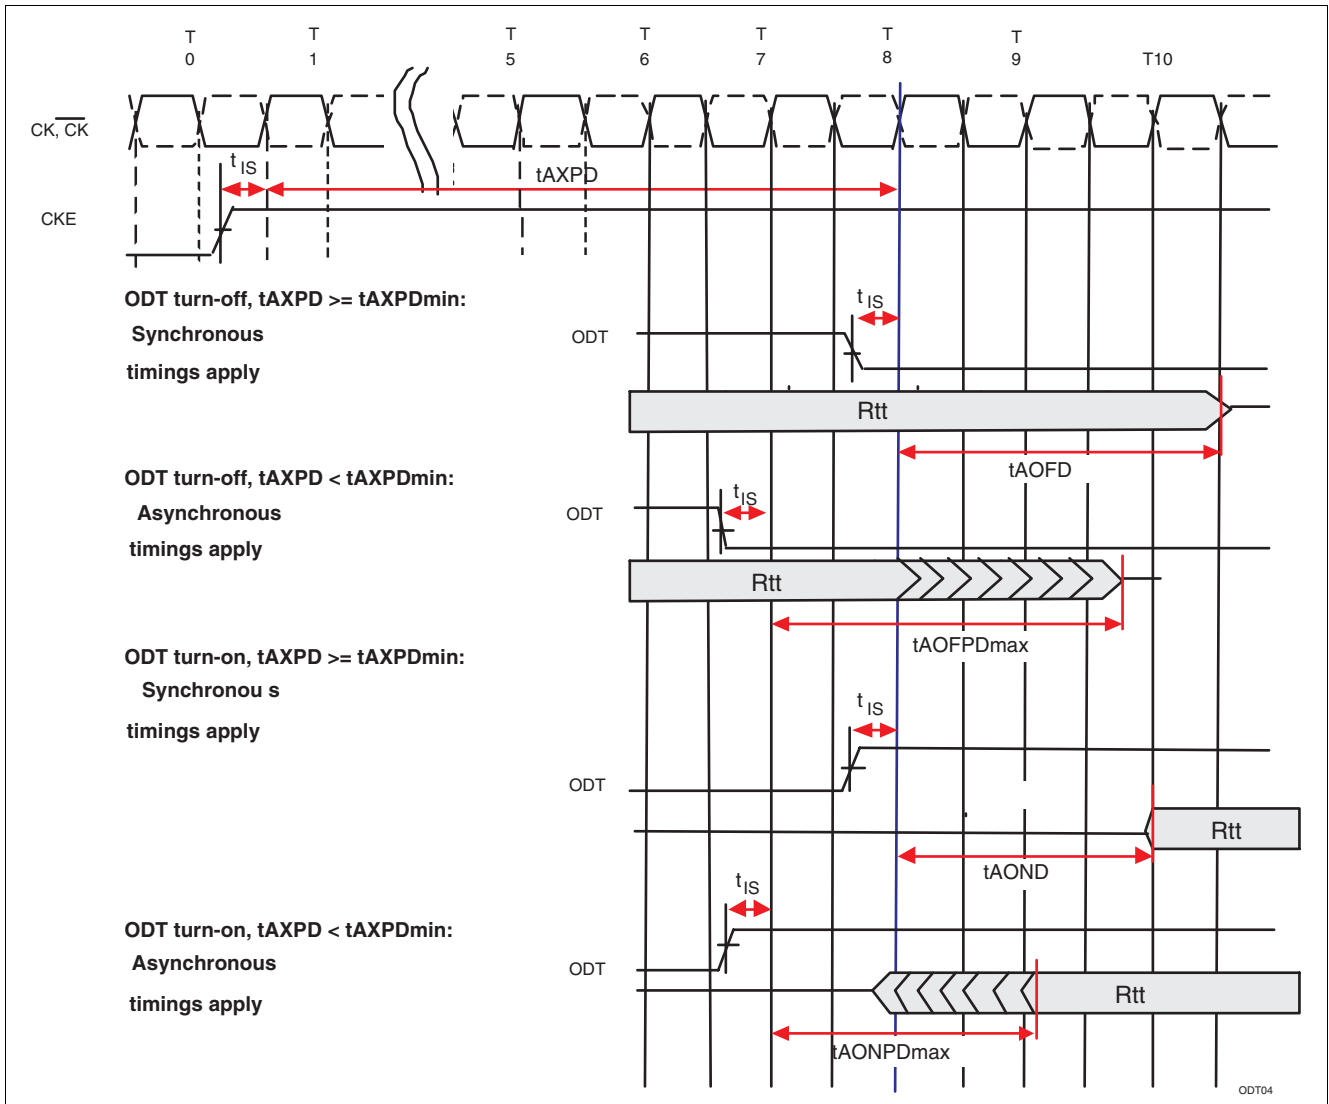 T T T T T T T
0 1 5 6 7 8 9 T10
CK, CK
tIS
tAXPD
CKE
ODT turn-off, tAXPD >= tAXPDmin:
Synchronous
timings apply
tIS
ODT
Rtt
tAOFD
ODT turn-off, tAXPD < tAXPDmin:
Asynchronous
timings apply
tIS
ODT
Rtt
tAOFPDmax
ODT turn-on, tAXPD >= tAXPDmin:
Synchronou s
timings apply
tIS
ODT
Rtt
tAOND
ODT turn-on, tAXPD < tAXPDmin:
Asynchronous
timings apply
tIS
ODT
Rtt
tAONPDmax
ODT04